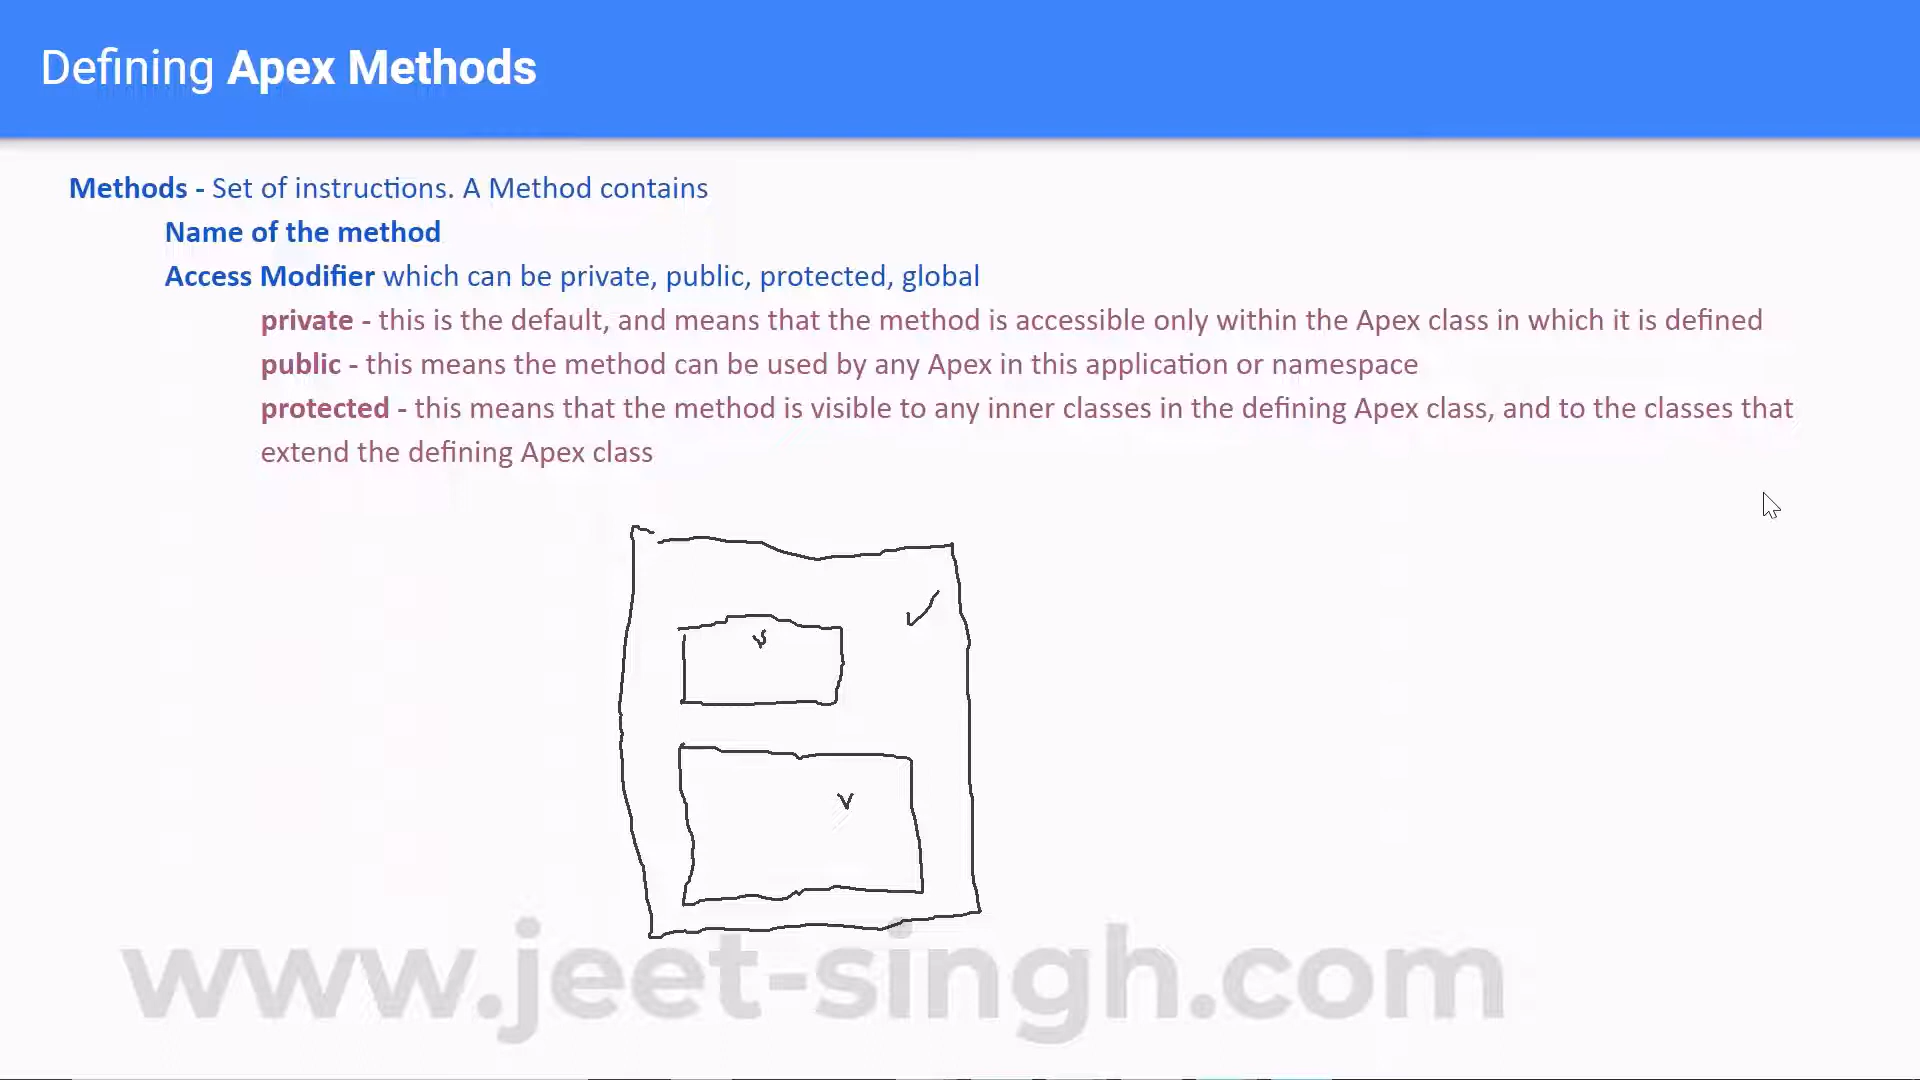 Defining Apex Methods
Methods - Set of instructions. A Method contains
Name of the method
Access Modifier which can be private, public, protected, global
private - this is the default, and means that the method is accessible only within the Apex class in which it is defined
public - this means the method can be used by any Apex in this application or namespace
protected - this means that the method is visible to any inner classes in the defining Apex class, and to the classes that
extend the defining Apex class
www.jeet-singh.com